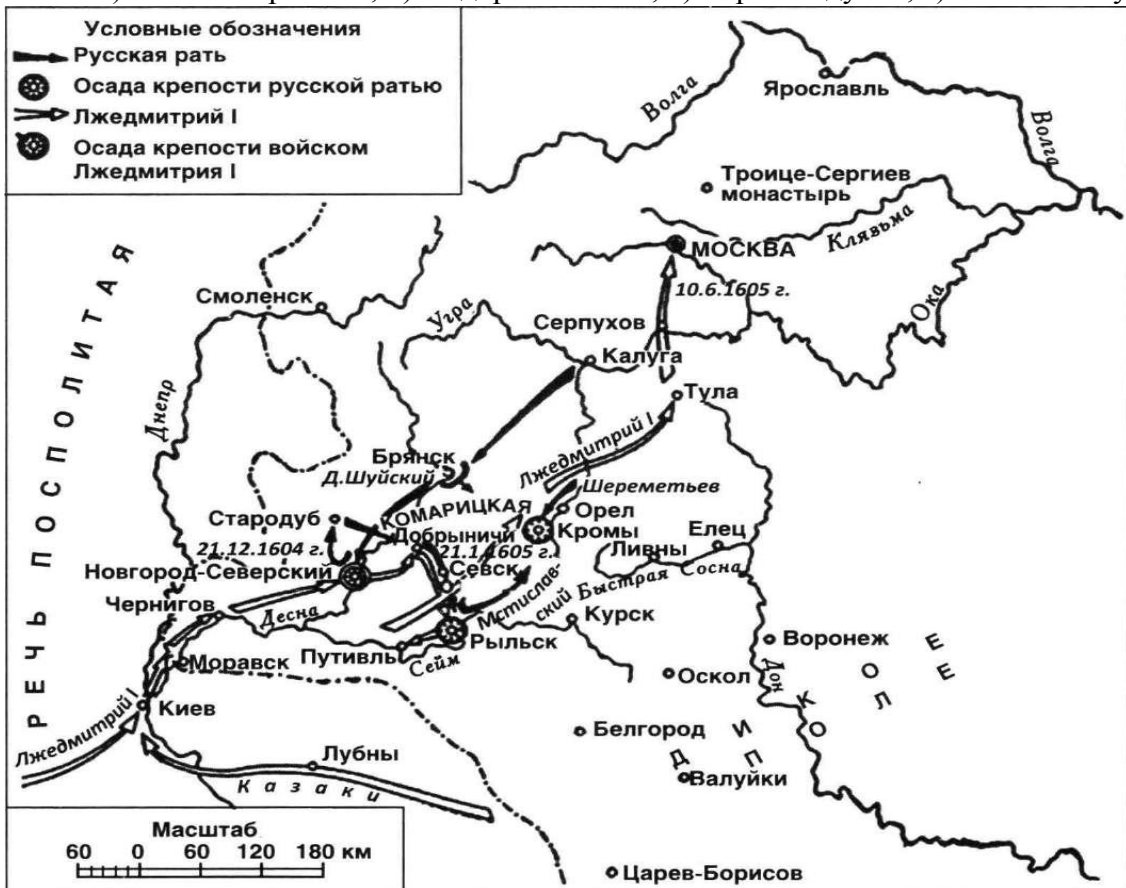 Условные обозначения
Русская рать
Осада крепости русской ратью
Лжедмитрий I
Осада крепости войском
Лжедмитрия I
Волга
Ярославль
Волга
Троице-Сергиев
монастырь
Клязьма
МОСКВА
10.6.1605 г.
Смоленск
Угра
Серпухов
Ока
Калуга
Тула
РЕЧЬ ПОСПОЛИТАЯ
Днепр
Лжедмитрий I
Брянск
Д.Шуйский
Шереметьев
КОМАРИЦКАЯ
Орел
Стародуб
Добрыничи
Кромы
Елец
21.12.1604 г.
21.1.1605 г.
Ливны
Новгород-Северский
Севск
Быстрая Сосна
Мстислав-
ский
Чернигов
Десна
Курск
Рыльск
Воронеж
Путивль
Сейм
Моравск
Оскол
Дон
Киев
ДИКОЕ ПОЛЕ
Лжедмитрий I
Белгород
Лубны
Валуйки
Казаки
Масштаб
60 0 60 120 180 км
Царев-Борисов